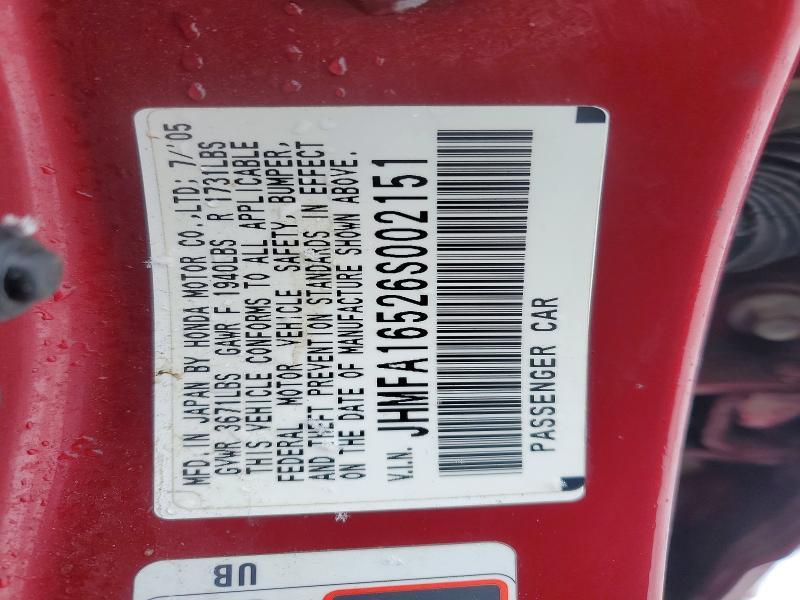 MFD. IN JAPAN BY HONDA MOTOR CO.,LTD; 7/'05
GVWR 3671LBS GAWR F 1940LBS R 1731LBS
THIS VEHICLE CONFORMS TO ALL APPLICABLE
FEDERAL MOTOR VEHICLE SAFETY, BUMPER,
AND THEFT PREVENTION STANDARDS IN EFFECT
ON THE DATE OF MANUFACTURE SHOWN ABOVE.
V.I.N. JHMFA16526S002151
PASSENGER CAR
UB